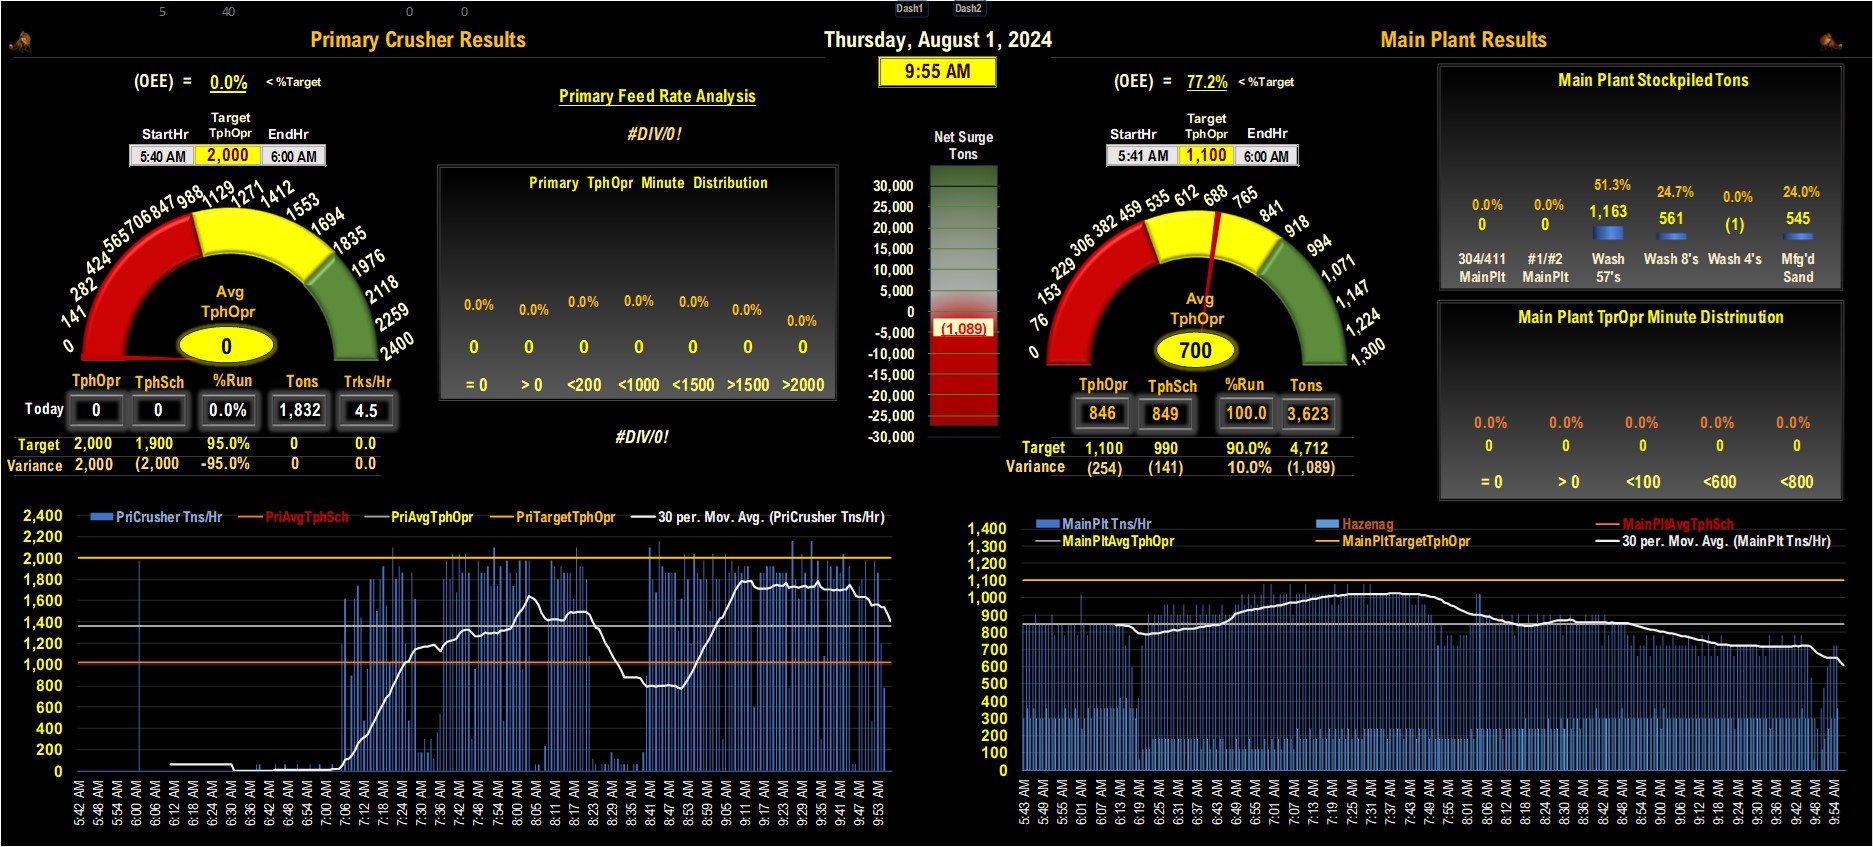 5 40 0 0 Dash1 Dash2
Primary Crusher Results
Thursday, August 1, 2024
Main Plant Results
9:55 AM
(OEE) = 0.0% < %Target
Target
StartHr TphOpr EndHr
5:40 AM 2,000 6:00 AM
0 141 282 424 565 706 847 988 1129 1271 1412 1553 1694 1835 1976 2118 2259 2400
Avg
TphOpr
0
TphOpr TphSch %Run Tons Trks/Hr
Today 0 0 0.0% 1,832 4.5
Target 2,000 1,900 95.0% 0 0.0
Variance 2,000 (2,000 -95.0% 0 0.0
Primary Feed Rate Analysis
#DIV/0!
Primary TphOpr Minute Distribution
0.0% 0.0% 0.0% 0.0% 0.0% 0.0% 0.0%
0 0 0 0 0 0 0
= 0 > 0 <200 <1000 <1500 >1500 >2000
#DIV/0!
Net Surge
Tons
30,000
25,000
20,000
15,000
10,000
5,000
0
-5,000
(1,089)
-10,000
-15,000
-20,000
-25,000
-30,000
(OEE) = 77.2% < %Target
Target
StartHr TphOpr EndHr
5:41 AM 1,100 6:00 AM
0 76 153 229 306 382 459 535 612 688 765 841 918 994 1,071 1,147 1,224 1,300
Avg
TphOpr
700
TphOpr TphSch %Run Tons
846 849 100.0 3,623
Target 1,100 990 90.0% 4,712
Variance (254) (141) 10.0% (1,089)
Main Plant Stockpiled Tons
0.0% 0.0% 51.3% 24.7% 0.0% 24.0%
0 0 1,163 561 (1) 545
304/411 #1/#2 Wash Wash 8's Wash 4's Mfg'd
MainPlt MainPlt 57's Sand
Main Plant TprOpr Minute Distrinution
0.0% 0.0% 0.0% 0.0% 0.0%
0 0 0 0 0
= 0 > 0 <100 <600 <800
PriCrusher Tns/Hr PriAvgTphSch PriAvgTphOpr PriTargetTphOpr 30 per. Mov. Avg. (PriCrusher Tns/Hr)
2,400
2,200
2,000
1,800
1,600
1,400
1,200
1,000
800
600
400
200
0
5:42 AM 5:48 AM 5:54 AM 6:00 AM 6:12 AM 6:18 AM 6:24 AM 6:30 AM 6:36 AM 6:42 AM 6:48 AM 6:54 AM 7:00 AM 7:06 AM 7:12 AM 7:18 AM 7:24 AM 7:30 AM 7:36 AM 7:42 AM 7:48 AM 7:54 AM 8:00 AM 8:05 AM 8:11 AM 8:17 AM 8:23 AM 8:29 AM 8:35 AM 8:41 AM 8:47 AM 8:53 AM 8:59 AM 9:05 AM 9:11 AM 9:17 AM 9:23 AM 9:29 AM 9:35 AM 9:41 AM 9:47 AM 9:53 AM
MainPlt Tns/Hr Hazenag MainPltAvgTphSch
MainPltAvgTphOpr MainPltTargetTphOpr 30 per. Mov. Avg. (MainPlt Tns/Hr)
1,400
1,300
1,200
1,100
1,000
900
800
700
600
500
400
300
200
100
0
5:43 AM 5:49 AM 5:55 AM 6:01 AM 6:07 AM 6:13 AM 6:19 AM 6:25 AM 6:31 AM 6:37 AM 6:43 AM 6:49 AM 6:55 AM 7:01 AM 7:07 AM 7:13 AM 7:19 AM 7:25 AM 7:31 AM 7:37 AM 7:43 AM 7:49 AM 7:55 AM 8:01 AM 8:06 AM 8:12 AM 8:18 AM 8:24 AM 8:30 AM 8:36 AM 8:42 AM 8:48 AM 8:54 AM 9:00 AM 9:06 AM 9:12 AM 9:18 AM 9:24 AM 9:30 AM 9:36 AM 9:42 AM 9:48 AM 9:54 AM